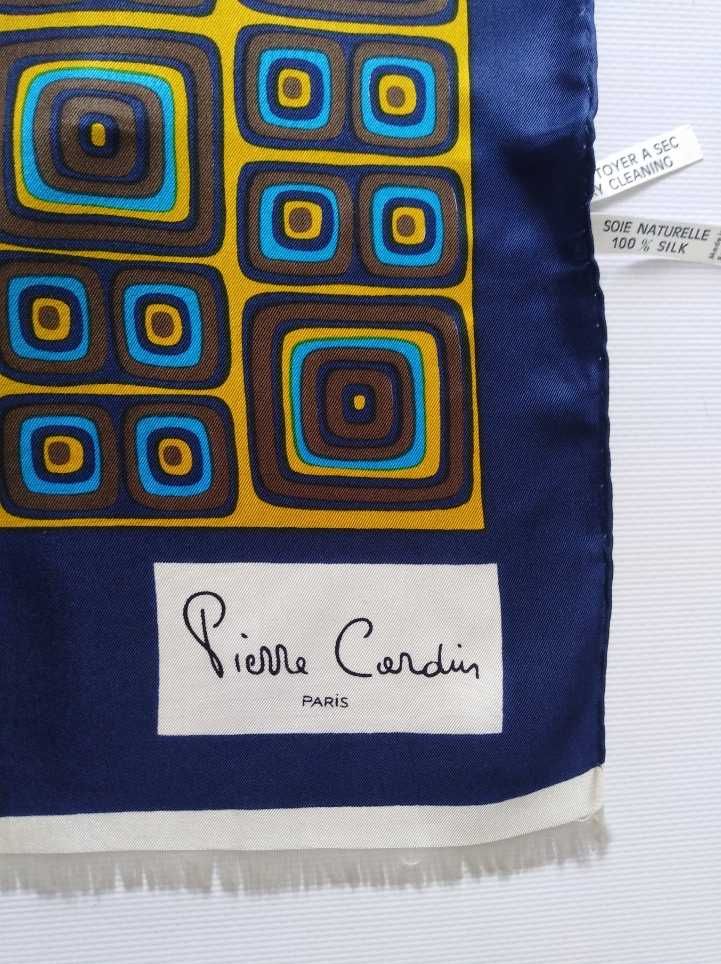 TOYER A SEC
Y CLEANING
SOIE NATURELLE
100 % SILK
Pierre Cardin
PARiS